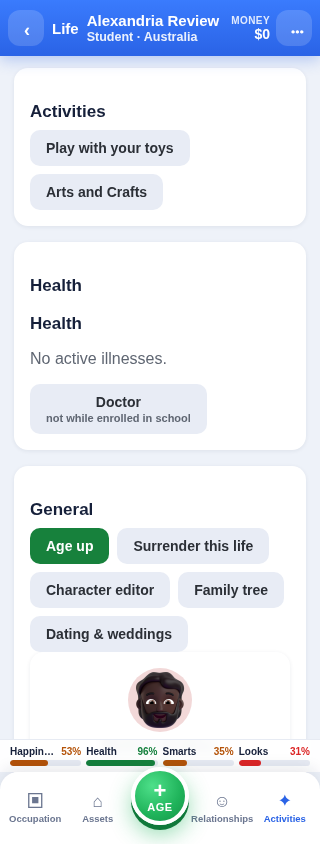 ‹
Life
Alexandria Review
Student · Australia
MONEY
$0
...
Activities
Play with your toys
Arts and Crafts
Health
Health
No active illnesses.
Doctor
not while enrolled in school
General
Age up
Surrender this life
Character editor
Family tree
Dating & weddings
Happin... 53%
Health 96%
Smarts 35%
Looks 31%
Occupation
Assets
+
AGE
Relationships
Activities